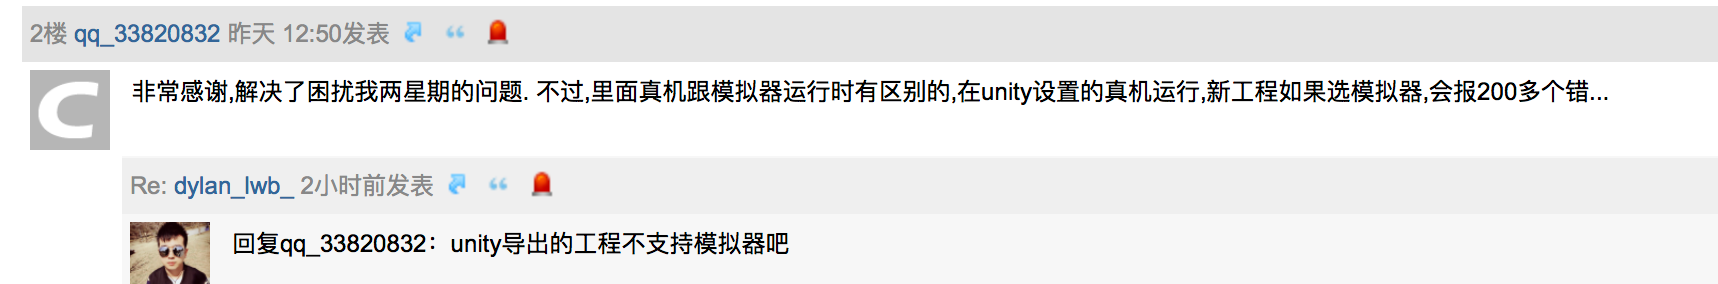 2楼 qq_33820832 昨天 12:50发表
非常感谢,解决了困扰我两星期的问题. 不过,里面真机跟模拟器运行时有区别的,在unity设置的真机运行,新工程如果选模拟器,会报200多个错...
Re: dylan_lwb_ 2小时前发表
回复qq_33820832：unity导出的工程不支持模拟器吧